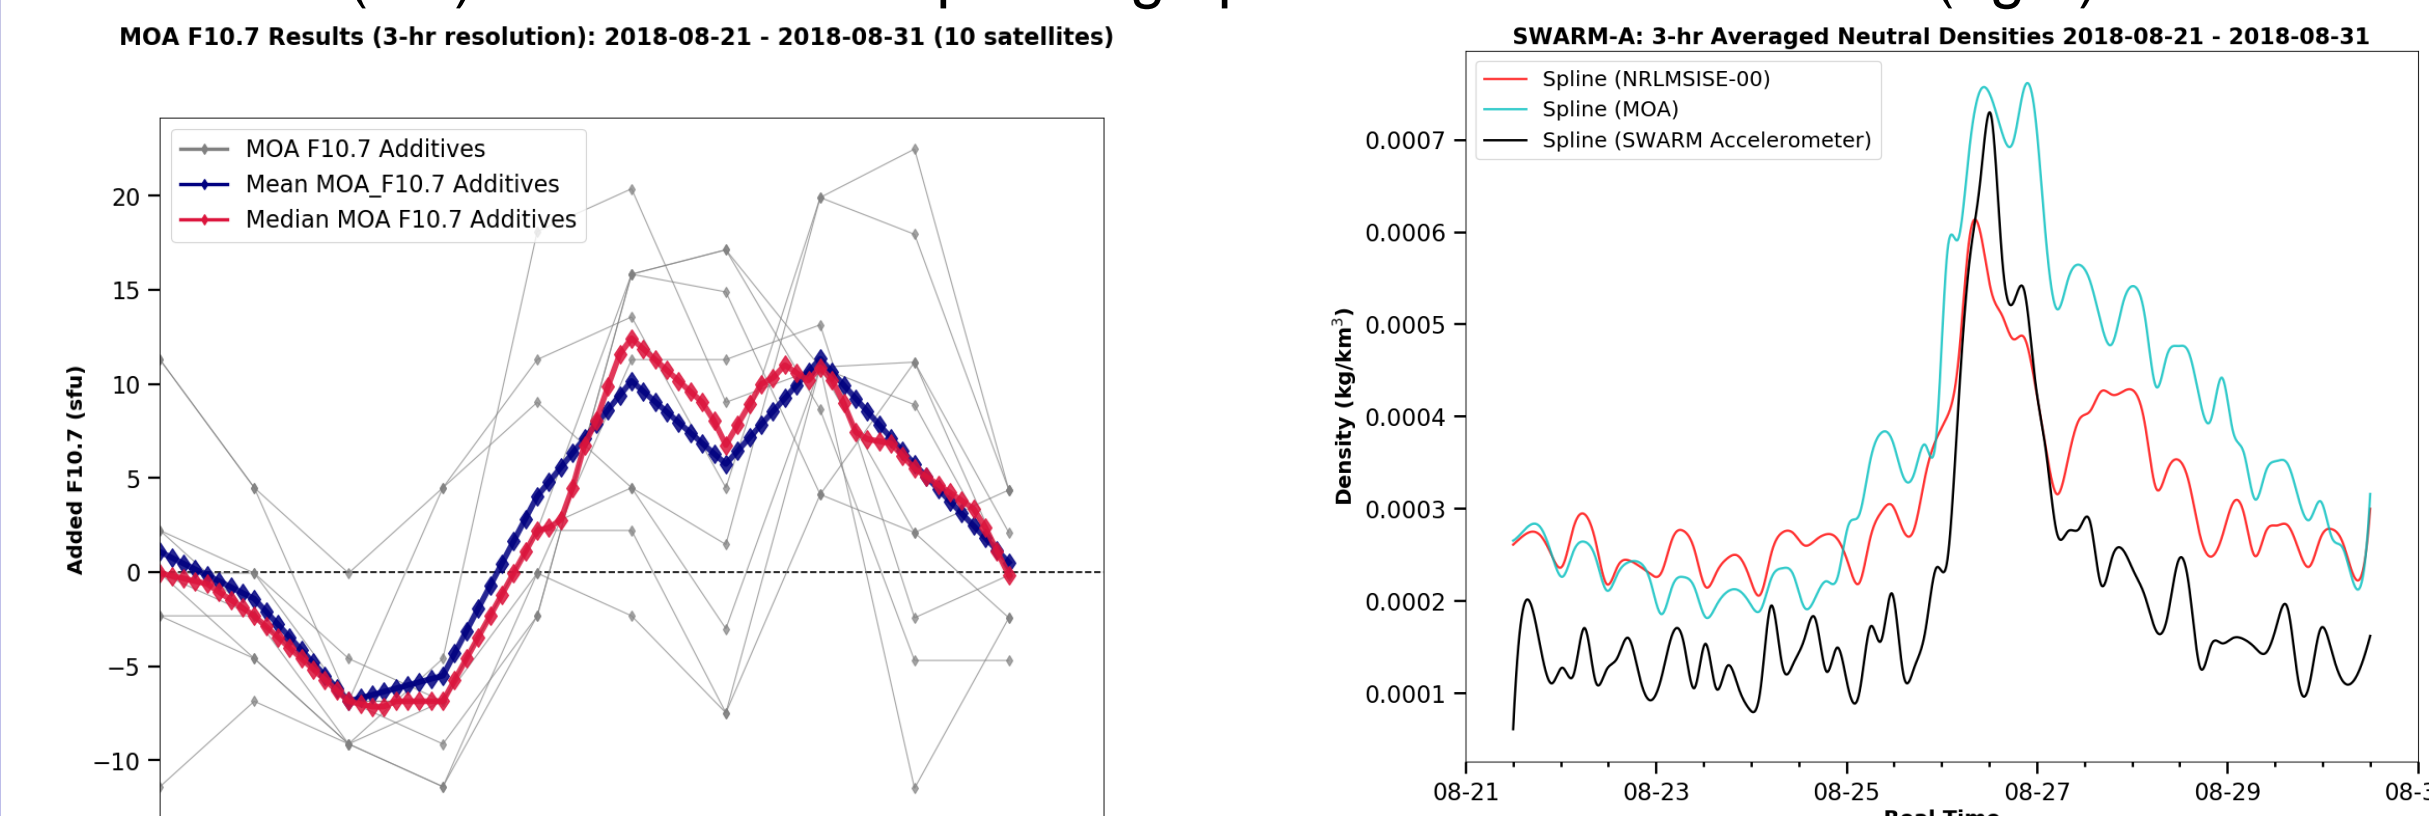 MOA F10.7 Results (3-hr resolution): 2018-08-21 - 2018-08-31 (10 satellites)
MOA F10.7 Additives
Mean MOA_F10.7 Additives
Median MOA F10.7 Additives
Added F10.7 (sfu)
20
15
10
5
0
−5
−10
SWARM-A: 3-hr Averaged Neutral Densities 2018-08-21 - 2018-08-31
Spline (NRLMSISE-00)
Spline (MOA)
Spline (SWARM Accelerometer)
Density (kg/km³)
0.0007
0.0006
0.0005
0.0004
0.0003
0.0002
0.0001
08-21 08-23 08-25 08-27 08-29
Real Time